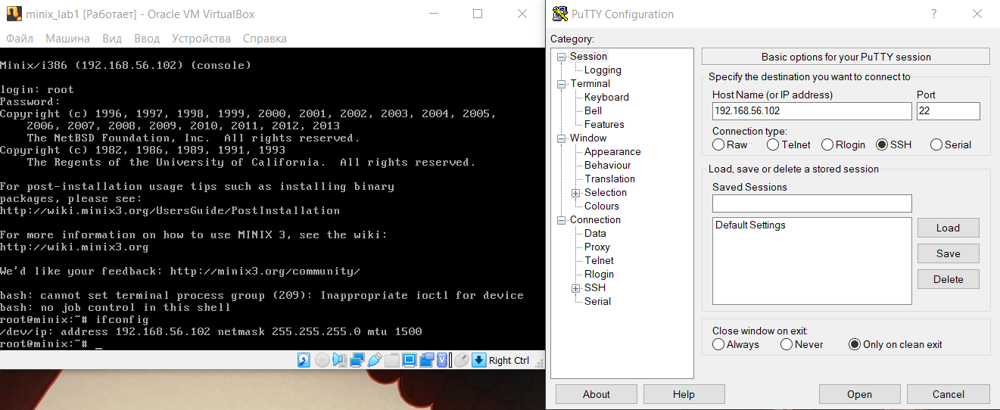 minix_lab1 [Работает] - Oracle VM VirtualBox
Файл Машина Вид Ввод Устройства Справка
Minix/i386 (192.168.56.102) (console)
login: root
Password:
Copyright (c) 1996, 1997, 1998, 1999, 2000, 2001, 2002, 2003, 2004, 2005,
2006, 2007, 2008, 2009, 2010, 2011, 2012, 2013
The NetBSD Foundation, Inc.  All rights reserved.
Copyright (c) 1982, 1986, 1989, 1991, 1993
The Regents of the University of California.  All rights reserved.
For post-installation usage tips such as installing binary
packages, please see:
http://wiki.minix3.org/UsersGuide/PostInstallation
For more information on how to use MINIX 3, see the wiki:
http://wiki.minix3.org
We'd like your feedback: http://minix3.org/community/
bash: cannot set terminal process group (209): Inappropriate ioctl for device
bash: no job control in this shell
root@minix:~# ifconfig
/dev/ip: address 192.168.56.102 netmask 255.255.255.0 mtu 1500
root@minix:~# _
Right Ctrl
PuTTY Configuration
?
Category:
Session
Logging
Terminal
Keyboard
Bell
Features
Window
Appearance
Behaviour
Translation
Selection
Colours
Connection
Data
Proxy
Telnet
Rlogin
SSH
Serial
Basic options for your PuTTY session
Specify the destination you want to connect to
Host Name (or IP address) Port
192.168.56.102 22
Connection type:
Raw Telnet Rlogin SSH Serial
Load, save or delete a stored session
Saved Sessions
Default Settings
Load
Save
Delete
Close window on exit:
Always Never Only on clean exit
About Help Open Cancel